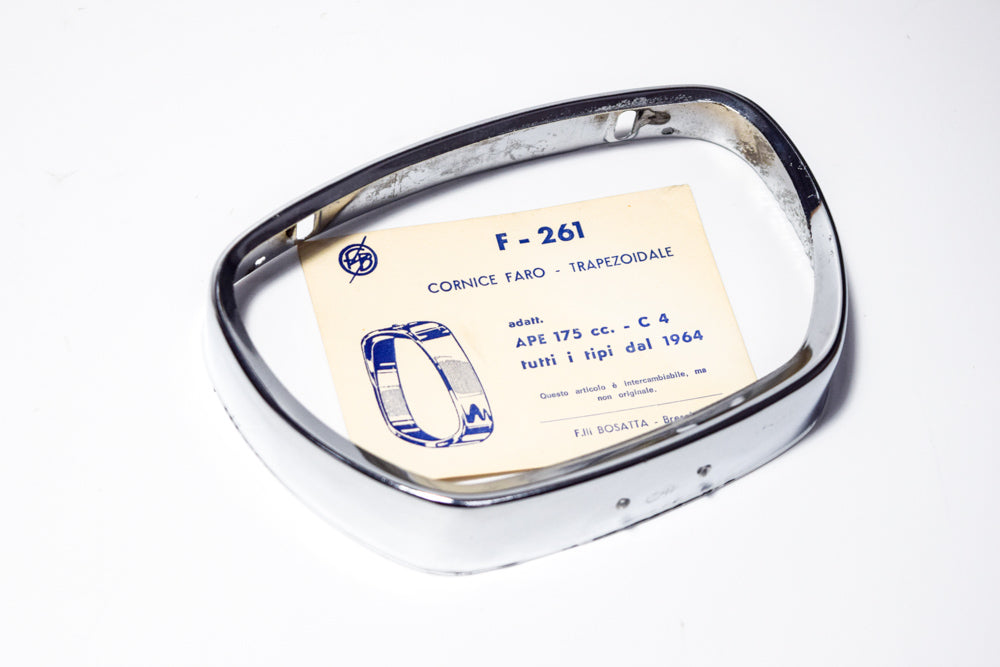 FB
F - 261
CORNICE FARO - TRAPEZOIDALE
adatt.
APE 175 cc. - C 4
tutti i tipi dal 1964
Questo articolo è intercambiabile, ma
non originale.
F.lli BOSATTA -